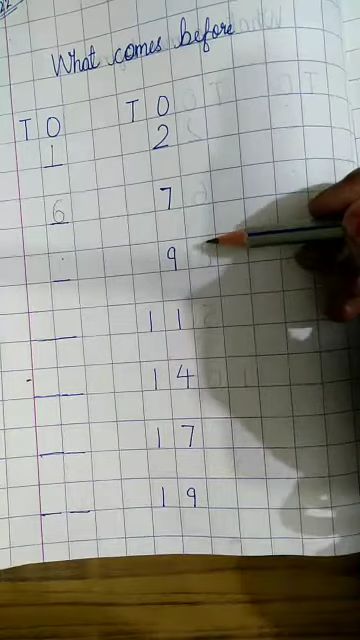 What comes before
T O T O
1 2
6 7
_ 9
_ 11
_ 14
_ 17
_ _ 19